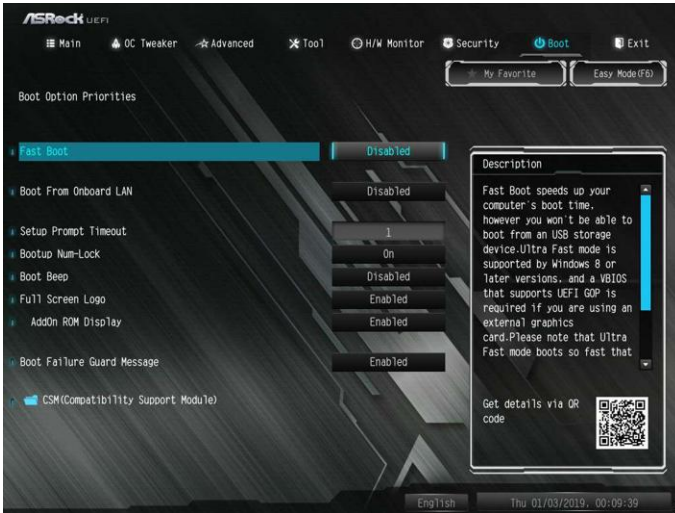 ASRock UEFI
Main OC Tweaker Advanced Tool H/W Monitor Security Boot Exit
My Favorite Easy Mode(F6)
Boot Option Priorities
Fast Boot Disabled
Boot From Onboard LAN Disabled
Setup Prompt Timeout 1
Bootup Num-Lock On
Boot Beep Disabled
Full Screen Logo Enabled
AddOn ROM Display Enabled
Boot Failure Guard Message Enabled
CSM(Compatibility Support Module)
Description
Fast Boot speeds up your
computer's boot time.
however you won't be able to
boot from an USB storage
device.Ultra Fast mode is
supported by Windows 8 or
later versions. and a VBIOS
that supports UEFI GOP is
required if you are using an
external graphics
card.Please note that Ultra
Fast mode boots so fast that
Get details via QR
code
English Thu 01/03/2019, 00:09:39